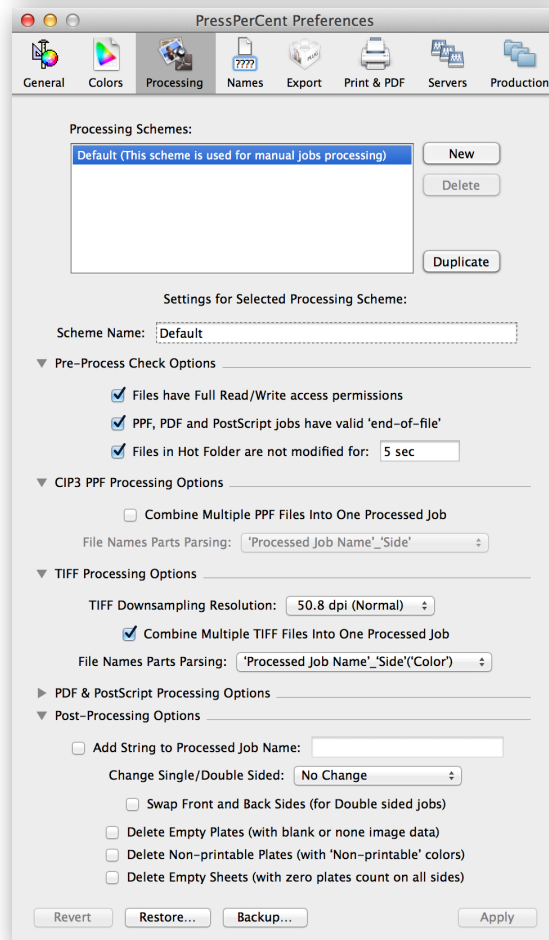 PressPerCent Preferences
General Colors Processing Names Export Print & PDF Servers Production
????
Processing Schemes:
Default (This scheme is used for manual jobs processing)
New
Delete
Duplicate
Settings for Selected Processing Scheme:
Scheme Name: Default
Pre-Process Check Options
Files have Full Read/Write access permissions
PPF, PDF and PostScript jobs have valid ‘end-of-file’
Files in Hot Folder are not modified for: 5 sec
CIP3 PPF Processing Options
Combine Multiple PPF Files Into One Processed Job
File Names Parts Parsing: ‘Processed Job Name’_‘Side’
TIFF Processing Options
TIFF Downsampling Resolution: 50.8 dpi (Normal)
Combine Multiple TIFF Files Into One Processed Job
File Names Parts Parsing: ‘Processed Job Name’_‘Side’(‘Color’)
PDF & PostScript Processing Options
Post-Processing Options
Add String to Processed Job Name:
Change Single/Double Sided: No Change
Swap Front and Back Sides (for Double sided jobs)
Delete Empty Plates (with blank or none image data)
Delete Non-printable Plates (with ‘Non-printable’ colors)
Delete Empty Sheets (with zero plates count on all sides)
Revert Restore... Backup... Apply